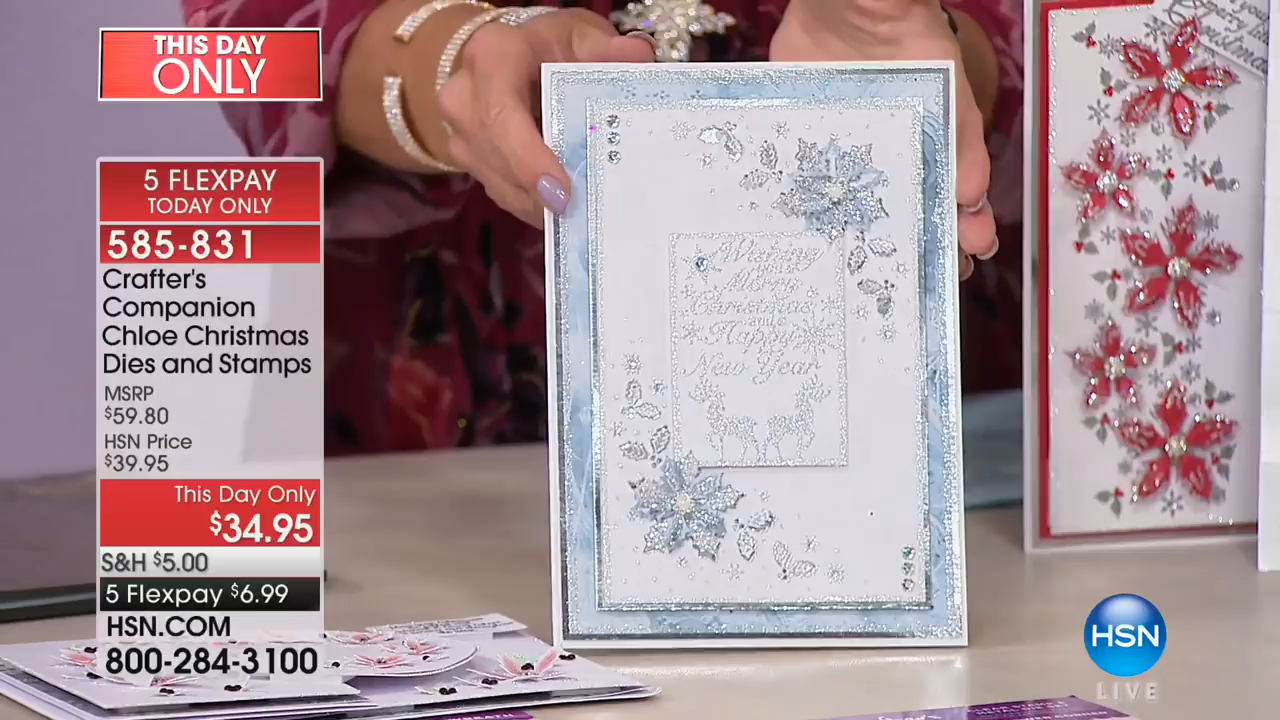 THIS DAY
ONLY
5 FLEXPAY
TODAY ONLY
585-831
Crafter's
Companion
Chloe Christmas
Dies and Stamps
MSRP
$59.80
HSN Price
$39.95
This Day Only
$34.95
S&H $5.00
5 Flexpay $6.99
HSN.COM
800-284-3100
Wishing
you a
Merry
Christmas
and a
Happy
New Year
HSN
LIVE